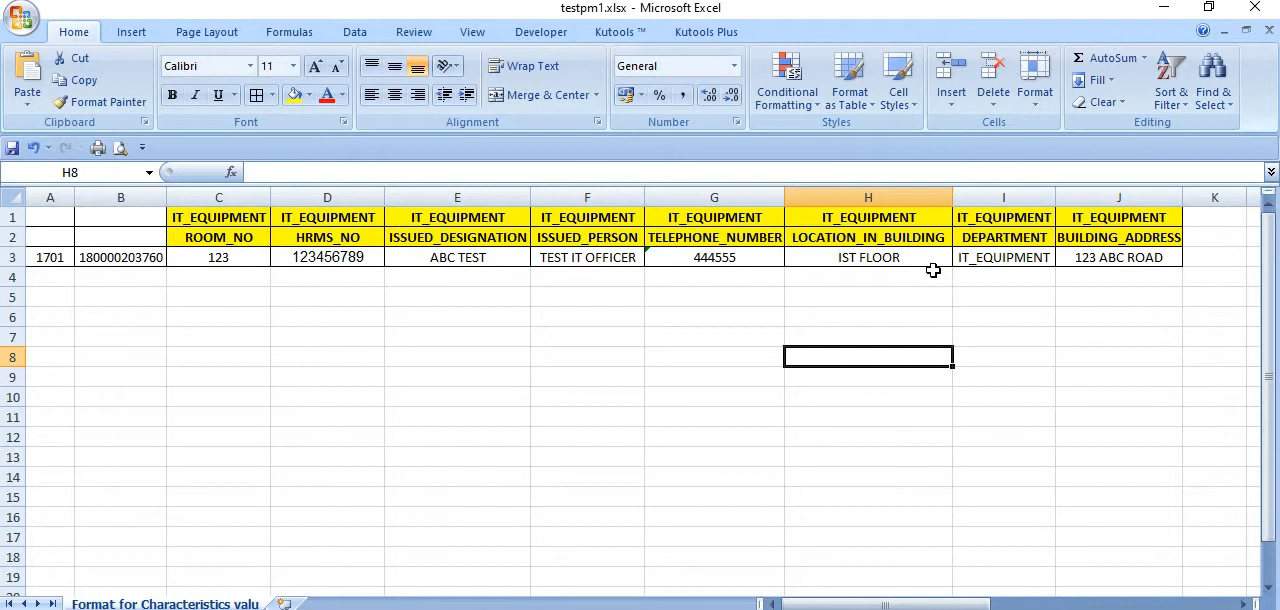 testpm1.xlsx - Microsoft Excel
Home Insert Page Layout Formulas Data Review View Developer Kutools ™ Kutools Plus
Paste
Cut
Copy
Format Painter
Clipboard
Calibri 11 A A
B I U A
Font
Wrap Text
Merge & Center
Alignment
General
% ,
Number
Conditional Formatting
Format as Table
Cell Styles
Styles
Insert Delete Format
Cells
Σ AutoSum
Fill
Clear
Sort & Filter
Find & Select
Editing
H8 fx
A B C D E F G H I J K
1 IT_EQUIPMENT IT_EQUIPMENT IT_EQUIPMENT IT_EQUIPMENT IT_EQUIPMENT IT_EQUIPMENT IT_EQUIPMENT IT_EQUIPMENT
2 ROOM_NO HRMS_NO ISSUED_DESIGNATION ISSUED_PERSON TELEPHONE_NUMBER LOCATION_IN_BUILDING DEPARTMENT BUILDING_ADDRESS
3 1701 180000203760 123 123456789 ABC TEST TEST IT OFFICER 444555 IST FLOOR IT_EQUIPMENT 123 ABC ROAD
4
5
6
7
8
9
10
11
12
13
14
15
16
17
18
19
Format for Characteristics valu